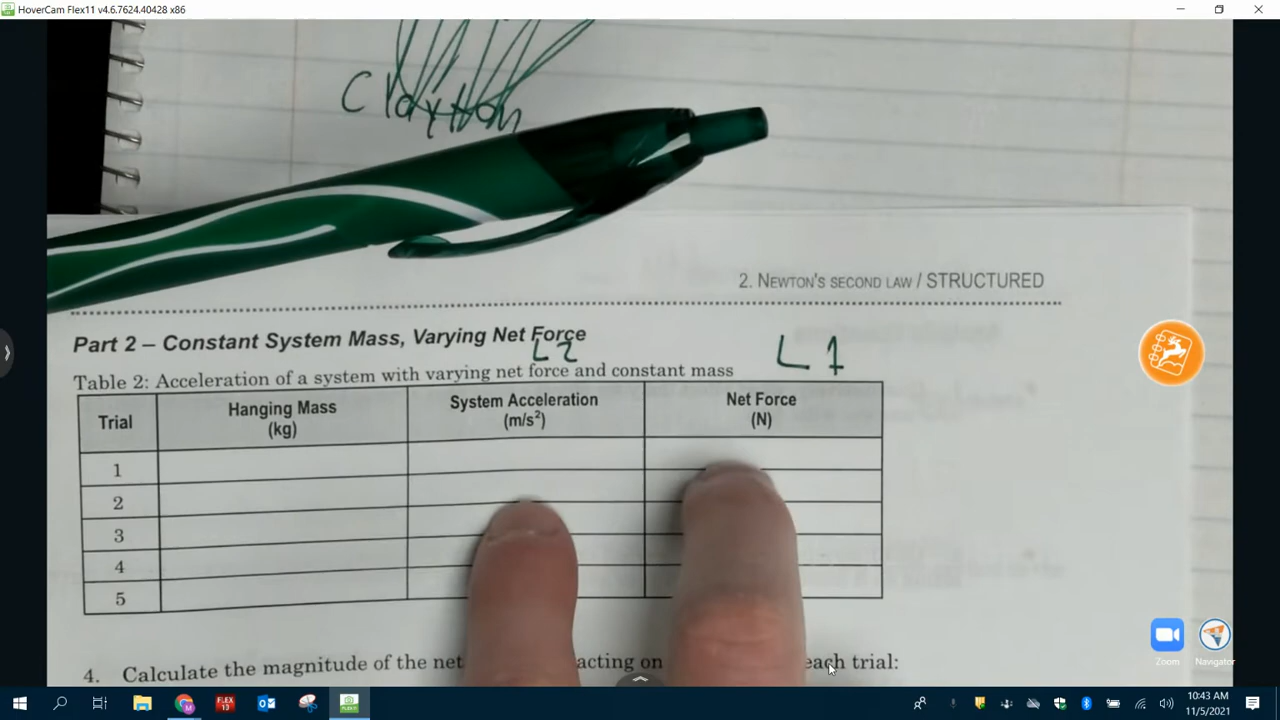 HoverCam Flex11 v4.6.7624.40428 x86
Clayton
2. NEWTON'S SECOND LAW / STRUCTURED
Part 2 – Constant System Mass, Varying Net Force
L2 L1
Table 2: Acceleration of a system with varying net force and constant mass
Trial Hanging Mass (kg) System Acceleration (m/s²) Net Force (N)
1
2
3
4
5
4. Calculate the magnitude of the net acting on each trial:
Zoom Navigator
FLEX 13
FLEX11
10:43 AM
11/5/2021